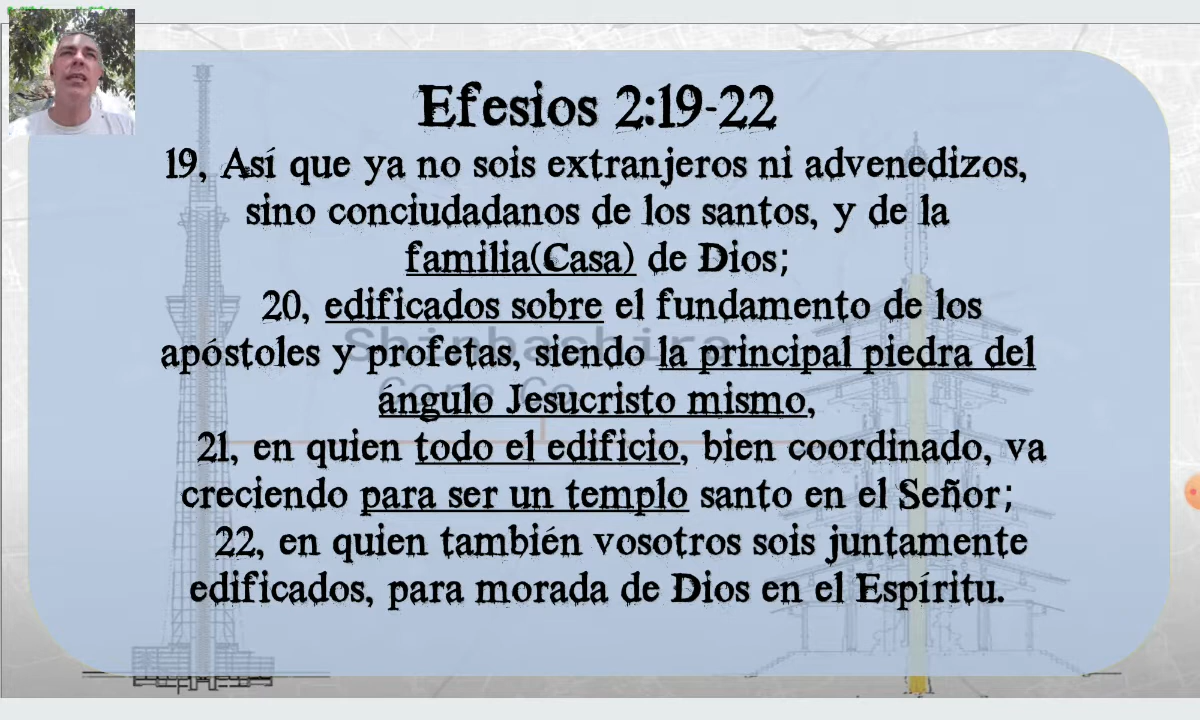 Efesios 2:19-22
19, Así que ya no sois extranjeros ni advenedizos,
sino conciudadanos de los santos, y de la
familia(Casa) de Dios;
20, edificados sobre el fundamento de los
apóstoles y profetas, siendo la principal piedra del
ángulo Jesucristo mismo,
21, en quien todo el edificio, bien coordinado, va
creciendo para ser un templo santo en el Señor;
22, en quien también vosotros sois juntamente
edificados, para morada de Dios en el Espíritu.
Shinbashira